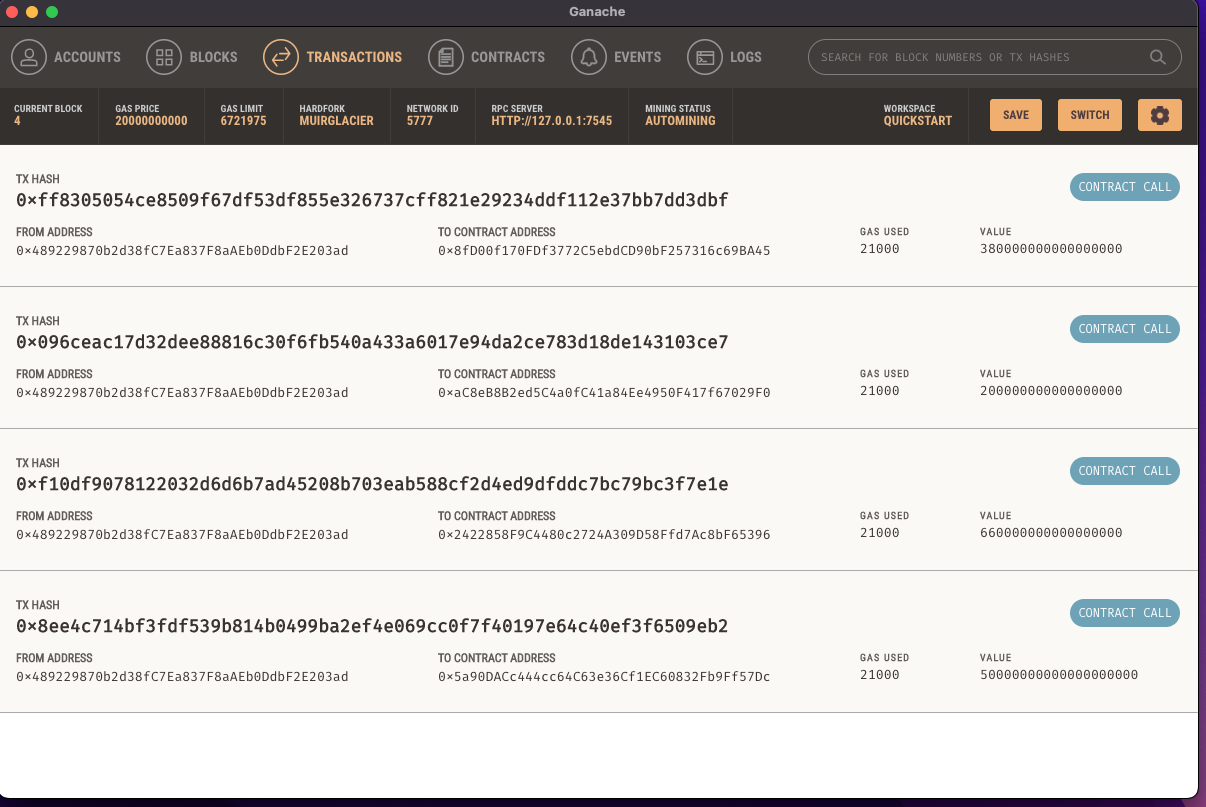 Ganache
ACCOUNTS BLOCKS TRANSACTIONS CONTRACTS EVENTS LOGS SEARCH FOR BLOCK NUMBERS OR TX HASHES
CURRENT BLOCK GAS PRICE GAS LIMIT HARDFORK NETWORK ID RPC SERVER MINING STATUS WORKSPACE
4 20000000000 6721975 MUIRGLACIER 5777 HTTP://127.0.0.1:7545 AUTOMINING QUICKSTART SAVE SWITCH
TX HASH
0×ff8305054ce8509f67df53df855e326737cff821e29234ddf112e37bb7dd3dbf CONTRACT CALL
FROM ADDRESS TO CONTRACT ADDRESS GAS USED VALUE
0×489229870b2d38fC7Ea837F8aAEb0DdbF2E203ad 0×8fD00f170FDf3772C5ebdCD90bF257316c69BA45 21000 380000000000000000
TX HASH
0×096ceac17d32dee88816c30f6fb540a433a6017e94da2ce783d18de143103ce7 CONTRACT CALL
FROM ADDRESS TO CONTRACT ADDRESS GAS USED VALUE
0×489229870b2d38fC7Ea837F8aAEb0DdbF2E203ad 0×aC8eB8B2ed5C4a0fC41a84Ee4950F417f67029F0 21000 200000000000000000
TX HASH
0×f10df9078122032d6d6b7ad45208b703eab588cf2d4ed9dfddc7bc79bc3f7e1e CONTRACT CALL
FROM ADDRESS TO CONTRACT ADDRESS GAS USED VALUE
0×489229870b2d38fC7Ea837F8aAEb0DdbF2E203ad 0×2422858F9C4480c2724A309D58Ffd7Ac8bF65396 21000 660000000000000000
TX HASH
0×8ee4c714bf3fdf539b814b0499ba2ef4e069cc0f7f40197e64c40ef3f6509eb2 CONTRACT CALL
FROM ADDRESS TO CONTRACT ADDRESS GAS USED VALUE
0×489229870b2d38fC7Ea837F8aAEb0DdbF2E203ad 0×5a90DACc444cc64C63e36Cf1EC60832Fb9Ff57Dc 21000 50000000000000000000